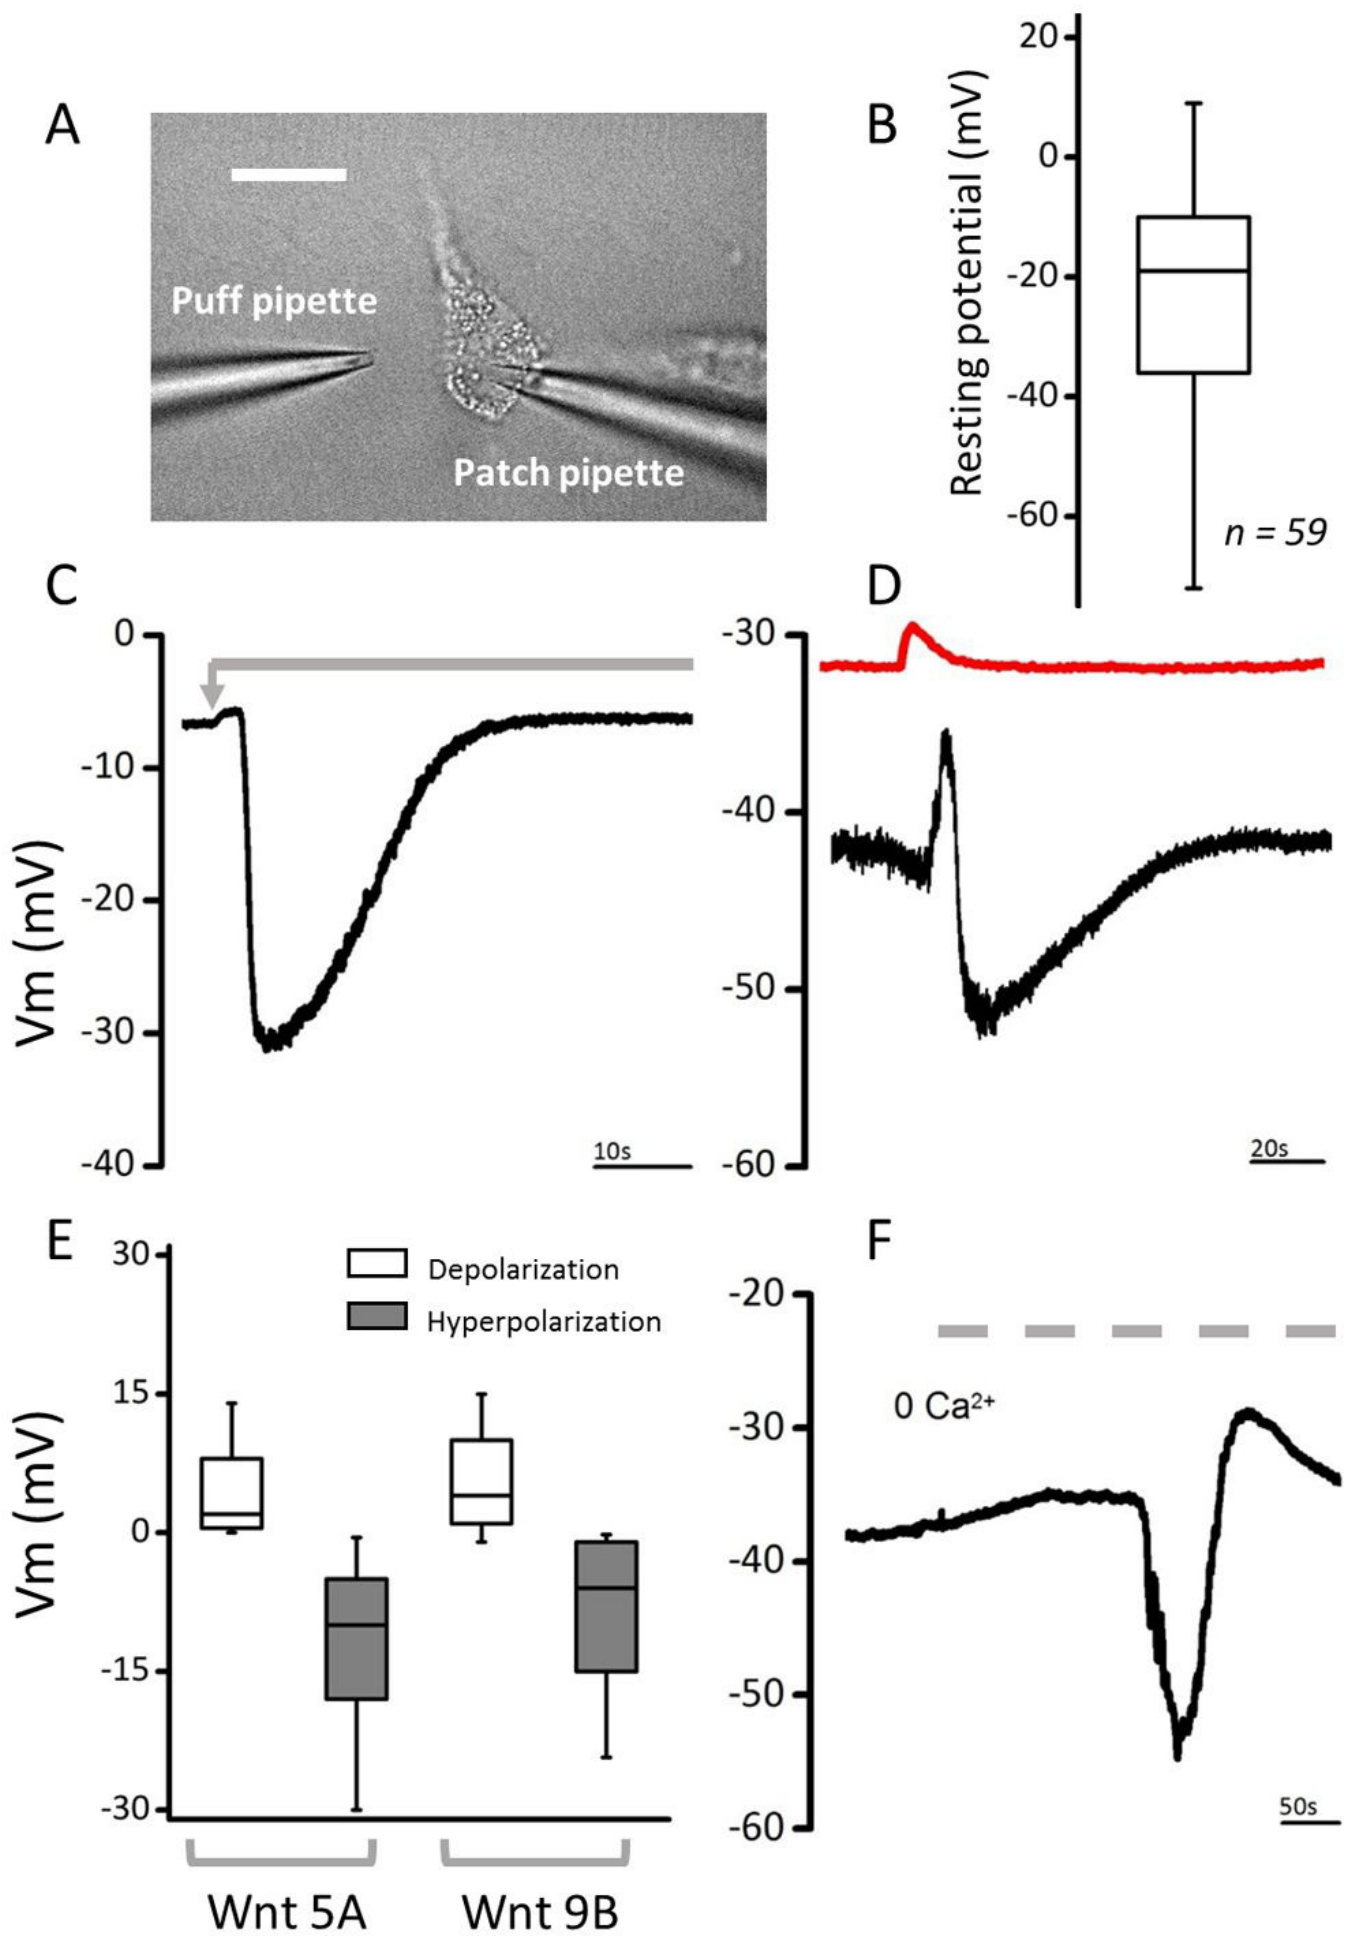 A
Puff pipette
Patch pipette
B
Resting potential (mV)
20
0
-20
-40
-60
n = 59
C
Vm (mV)
0
-10
-20
-30
-40
10s
D
-30
-40
-50
-60
20s
E
Vm (mV)
30
15
0
-15
-30
Depolarization
Hyperpolarization
Wnt 5A
Wnt 9B
F
-20
-30
-40
-50
-60
0 Ca²⁺
50s